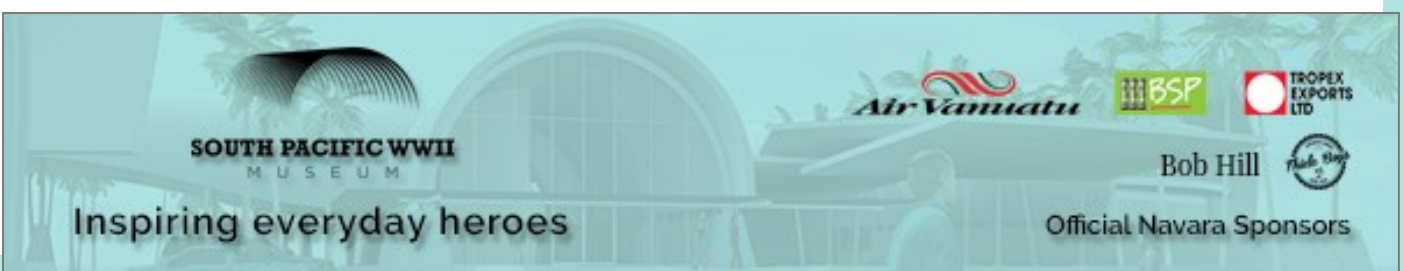 SOUTH PACIFIC WWII
MUSEUM
Inspiring everyday heroes
Air Vanuatu
BSP
TROPEX
EXPORTS
LTD
Bob Hill
Official Navara Sponsors